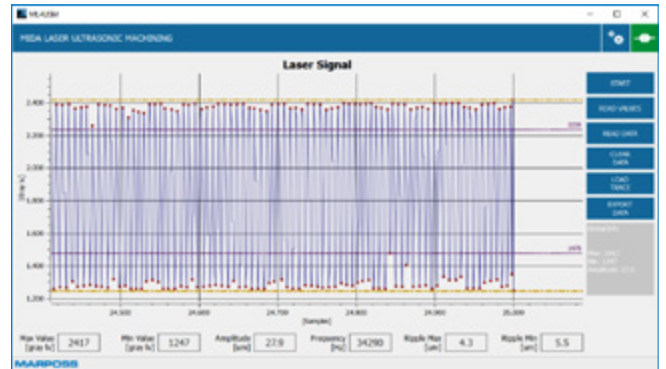 MIDA LASER ULTRASONIC MACHINING
Laser Signal
START
READ VALUES
READ DATA
CLEAR
DATA
LOAD
TRACE
EXPORT
DATA
2.400
2.200
2.000
1.800
1.600
1.400
1.200
24.500
24.600
24.700
24.800
24.900
25.000
[Samples]
Max Value
[gray lv]
2417
Min Value
[gray lv]
1247
Amplitude
[um]
27.9
Frequency
[Hz]
34290
Ripple Max
[um]
4.3
Ripple Min
[um]
5.5
MARPOSS